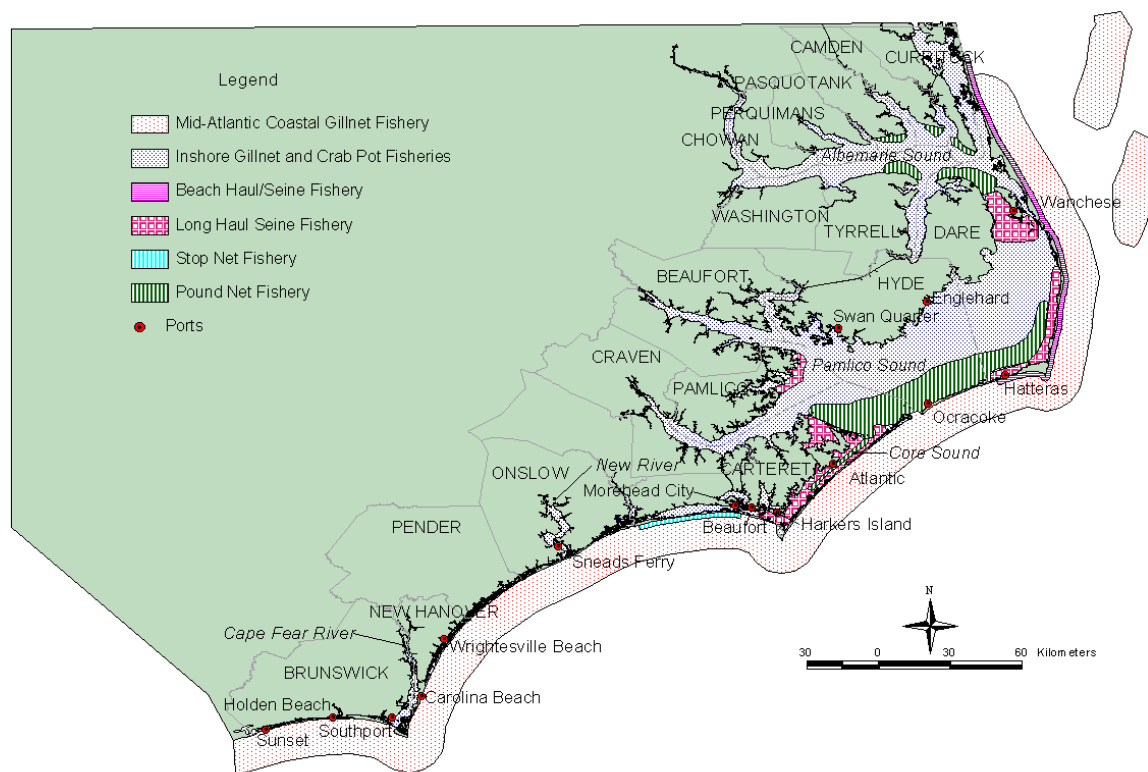 Legend
Mid-Atlantic Coastal Gillnet Fishery
Inshore Gillnet and Crab Pot Fisheries
Beach Haul/Seine Fishery
Long Haul Seine Fishery
Stop Net Fishery
Pound Net Fishery
Ports
CAMDEN
CURRITUCK
PASQUOTANK
PERQUIMANS
CHOWAN
Albemarle Sound
Wanchese
WASHINGTON
TYRRELL
DARE
BEAUFORT
HYDE
Englehard
Swan Quarter
CRAVEN
Pamlico Sound
PAMLICO
Hatteras
Ocracoke
Core Sound
ONSLOW
New River
CARTERET
Atlantic
Morehead City
Beaufort
Harkers Island
PENDER
Sneads Ferry
NEW HANOVER
Cape Fear River
Wrightesville Beach
BRUNSWICK
Carolina Beach
Holden Beach
Southport
Sunset
N
30 0 30 60 Kilometers